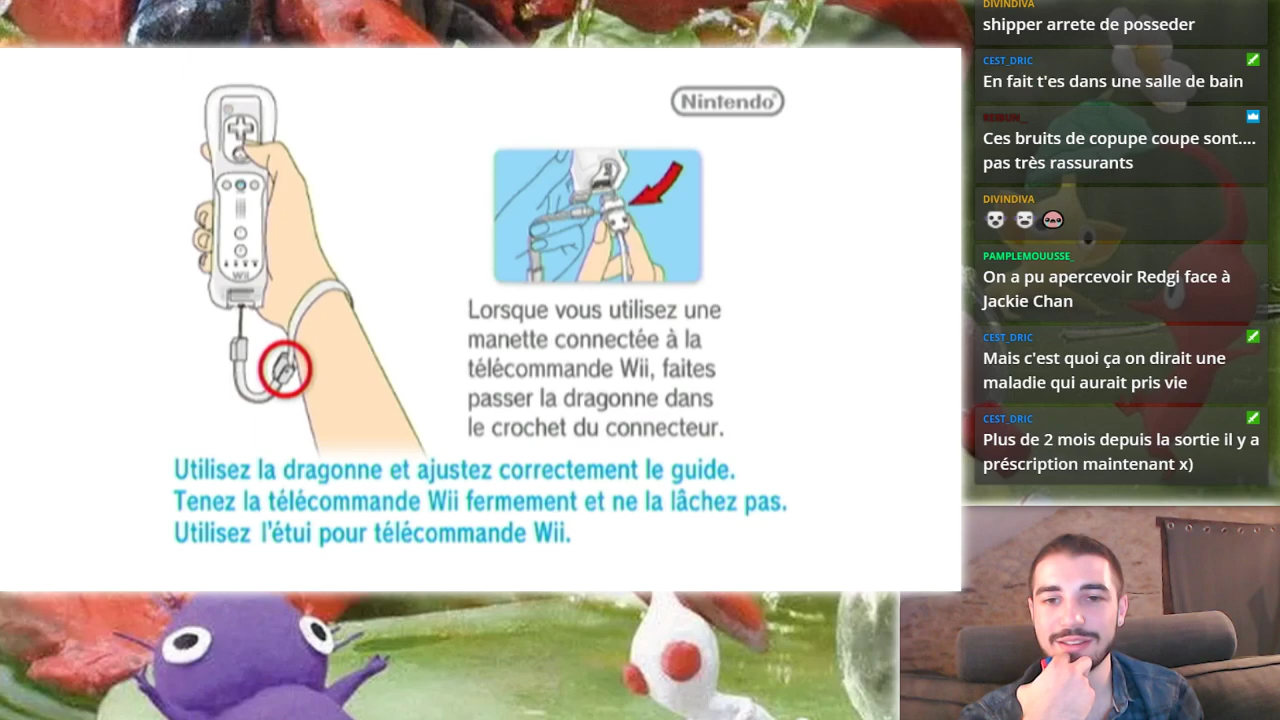 Nintendo
Wii
Lorsque vous utilisez une
manette connectée à la
télécommande Wii, faites
passer la dragonne dans
le crochet du connecteur.
Utilisez la dragonne et ajustez correctement le guide.
Tenez la télécommande Wii fermement et ne la lâchez pas.
Utilisez l'étui pour télécommande Wii.
DIVINDIVA
shipper arrete de posseder
CEST_DRIC
En fait t'es dans une salle de bain
Ces bruits de copupe coupe sont....
pas très rassurants
DIVINDIVA
PAMPLEMOUUSSE_
On a pu apercevoir Redgi face à
Jackie Chan
CEST_DRIC
Mais c'est quoi ça on dirait une
maladie qui aurait pris vie
CEST_DRIC
Plus de 2 mois depuis la sortie il y a
préscription maintenant x)